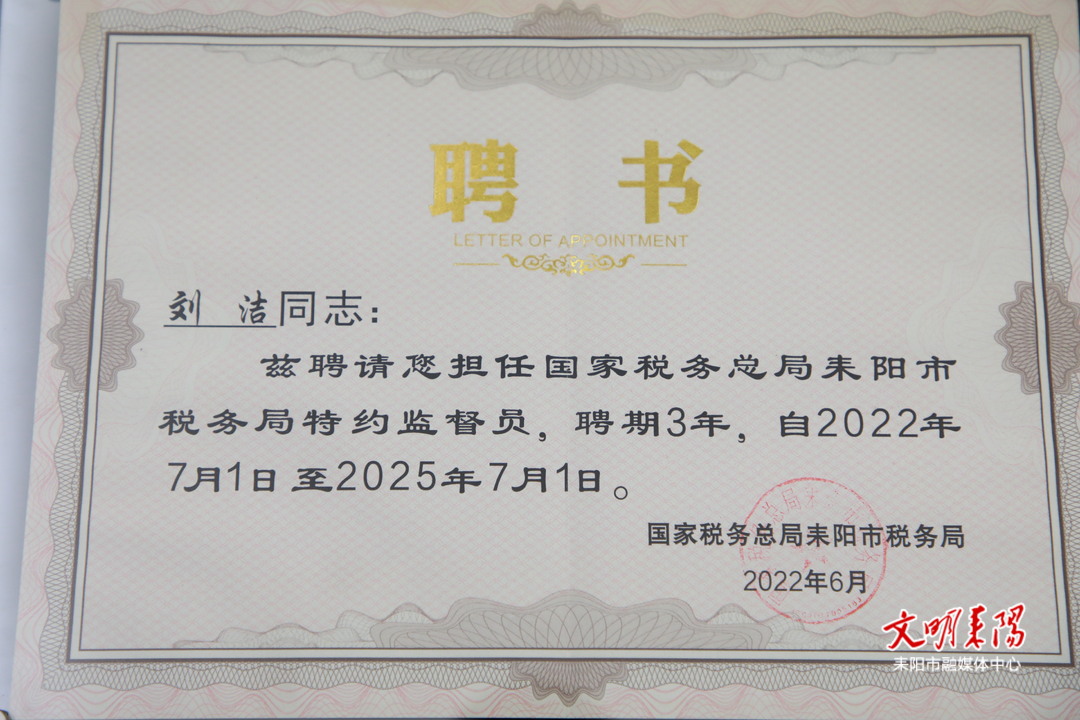 聘 书
LETTER OF APPOINTMENT
刘 洁同志:
兹聘请您担任国家税务总局耒阳市
税务局特约监督员，聘期3年，自2022年
7月1日至2025年7月1日。
国家税务总局耒阳市税务局
2022年6月
文明耒陽
耒阳市融媒体中心